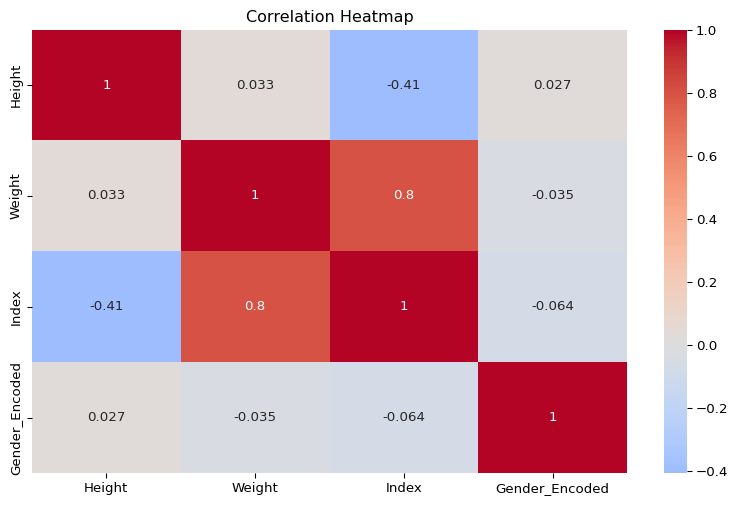 Correlation Heatmap
Height 1 0.033 -0.41 0.027
Weight 0.033 1 0.8 -0.035
Index -0.41 0.8 1 -0.064
Gender_Encoded 0.027 -0.035 -0.064 1
Height Weight Index Gender_Encoded
1.0
0.8
0.6
0.4
0.2
0.0
−0.2
−0.4